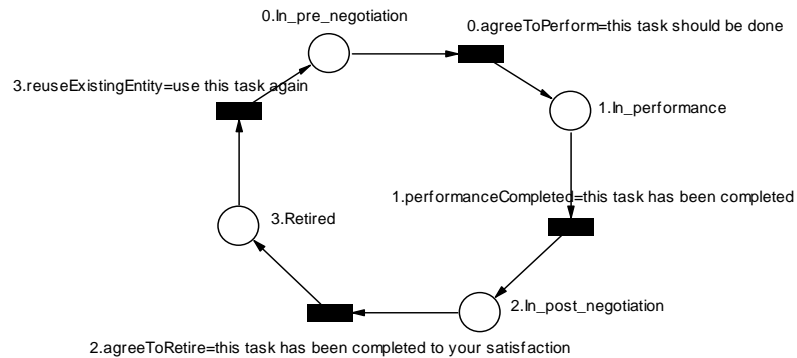 0.In_pre_negotiation
0.agreeToPerform=this task should be done
3.reuseExistingEntity=use this task again
1.In_performance
1.performanceCompleted=this task has been completed
3.Retired
2.In_post_negotiation
2.agreeToRetire=this task has been completed to your satisfaction